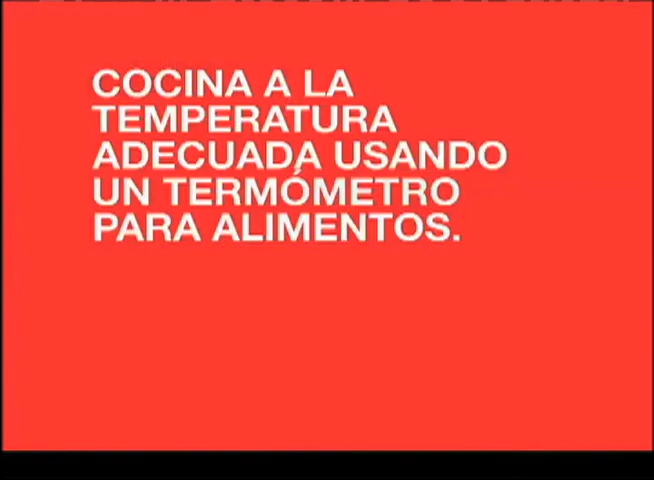 COCINA A LA
TEMPERATURA
ADECUADA USANDO
UN TERMÓMETRO
PARA ALIMENTOS.